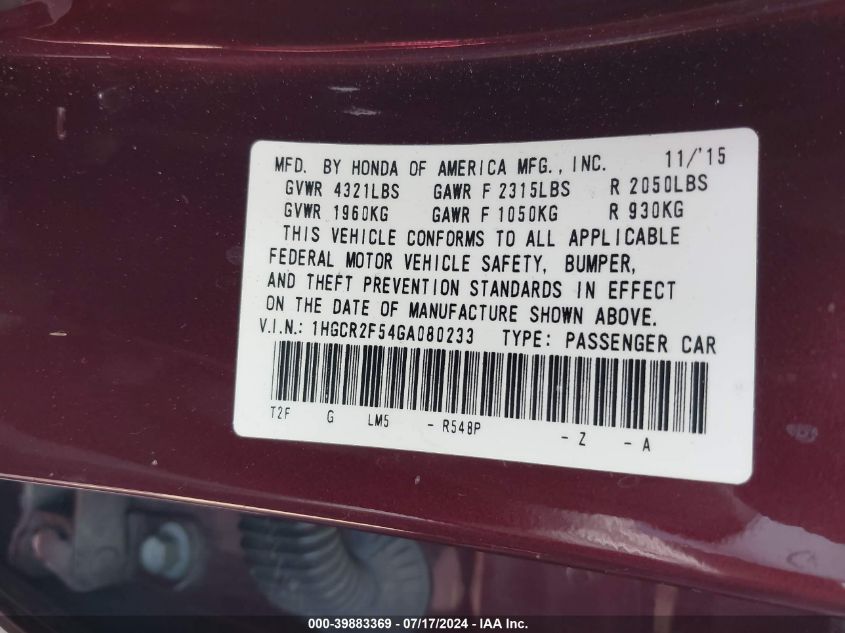 MFD. BY HONDA OF AMERICA MFG., INC. 11/'15
GVWR 4321LBS GAWR F 2315LBS R 2050LBS
GVWR 1960KG GAWR F 1050KG R 930KG
THIS VEHICLE CONFORMS TO ALL APPLICABLE
FEDERAL MOTOR VEHICLE SAFETY, BUMPER,
AND THEFT PREVENTION STANDARDS IN EFFECT
ON THE DATE OF MANUFACTURE SHOWN ABOVE.
V.I.N.: 1HGCR2F54GA080233 TYPE: PASSENGER CAR
T2F G LM5 - R548P - Z - A
000-39883369 - 07/17/2024 - IAA Inc.